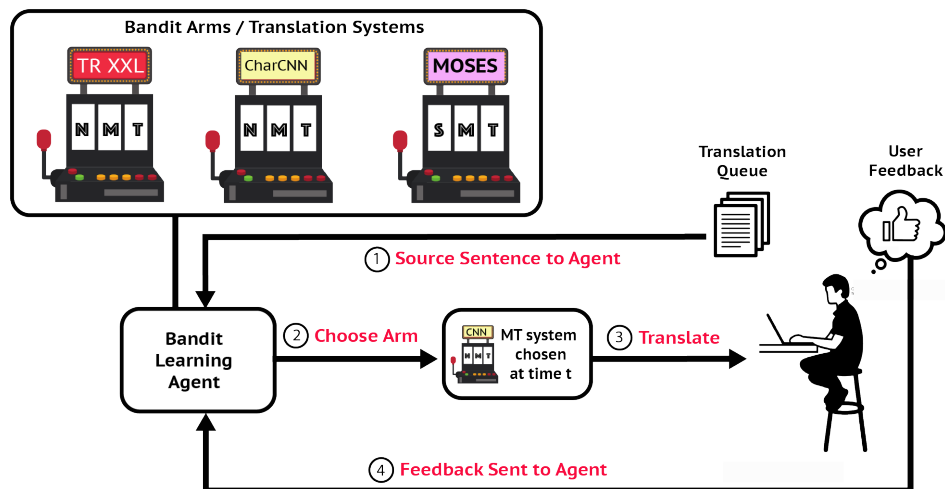 Bandit Arms / Translation Systems
TR XXL
CharCNN
MOSES
N M T
N M T
S M T
Translation
Queue
User
Feedback
1 Source Sentence to Agent
Bandit
Learning
Agent
2 Choose Arm
CNN
N M T
MT system
chosen
at time t
3 Translate
4 Feedback Sent to Agent